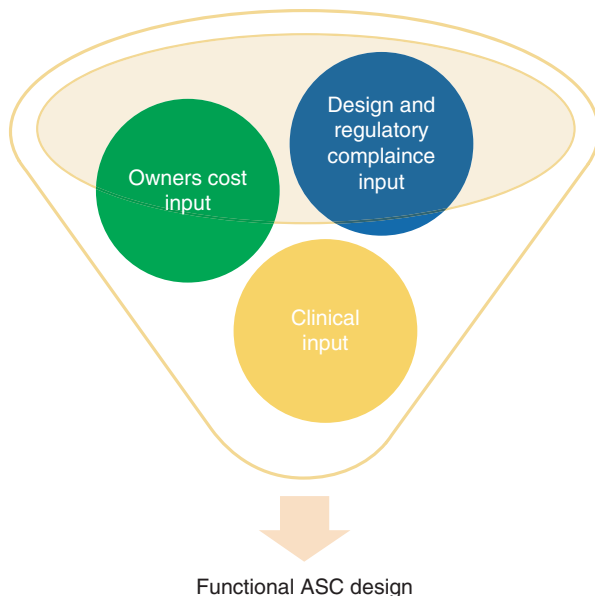 Owners cost
input
Design and
regulatory
complaince
input
Clinical
input
Functional ASC design